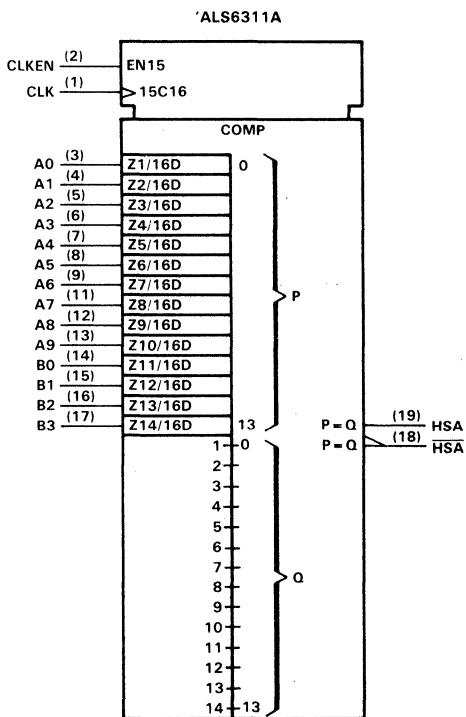 'ALS6311A
CLKEN (2) EN15
CLK (1) 15C16
COMP
A0 (3) Z1/16D 0
A1 (4) Z2/16D
A2 (5) Z3/16D
A3 (6) Z4/16D
A4 (7) Z5/16D
A5 (8) Z6/16D
A6 (9) Z7/16D P
A7 (11) Z8/16D
A8 (12) Z9/16D
A9 (13) Z10/16D
B0 (14) Z11/16D
B1 (15) Z12/16D
B2 (16) Z13/16D
B3 (17) Z14/16D 13 P = Q (19) HSA
1 0 P = Q (18) HSA
2
3
4
5
6
7 Q
8
9
10
11
12
13
14 13